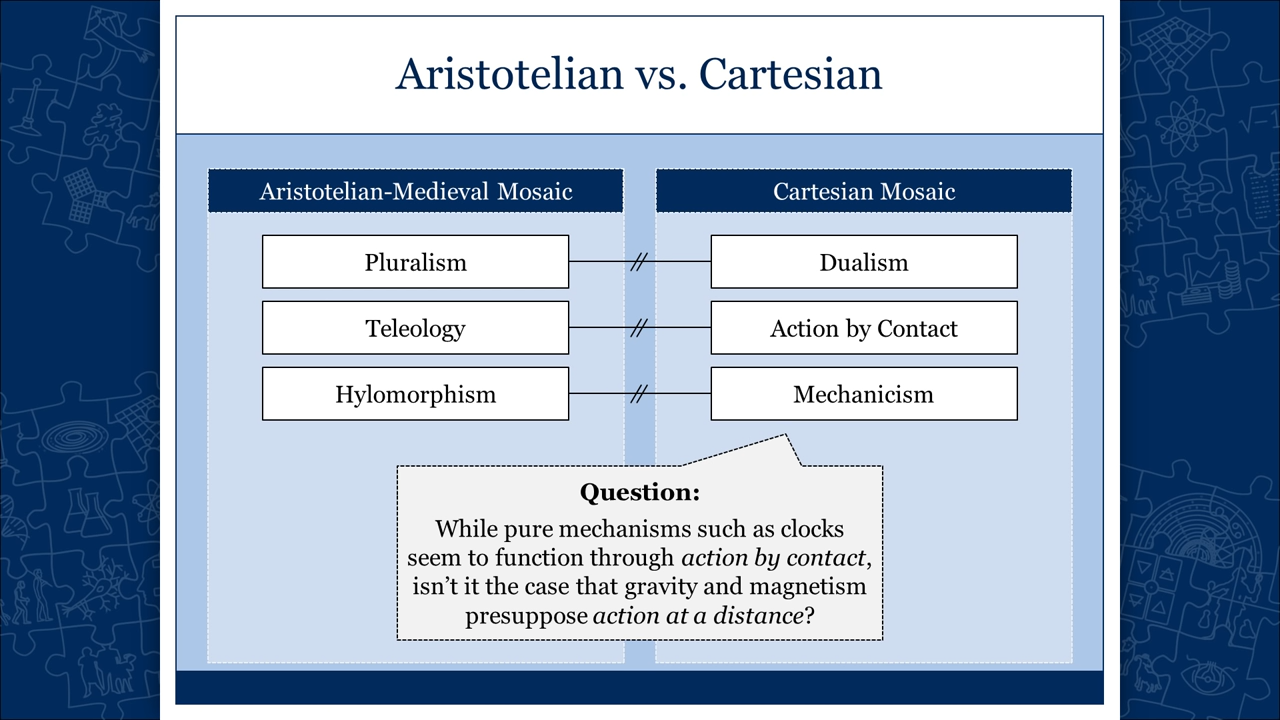 Aristotelian vs. Cartesian
Aristotelian-Medieval Mosaic
Pluralism
Teleology
Hylomorphism
Cartesian Mosaic
Dualism
Action by Contact
Mechanicism
Question:
While pure mechanisms such as clocks
seem to function through action by contact,
isn’t it the case that gravity and magnetism
presuppose action at a distance?
√-1